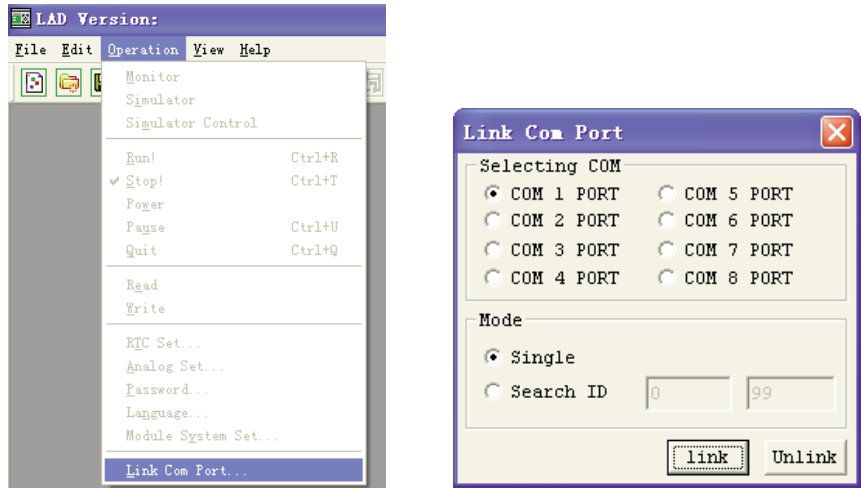 LAD Version:
File Edit Operation View Help
Monitor
Simulator
Simulator Control
Run! Ctrl+R
Stop! Ctrl+T
Power
Pause Ctrl+U
Quit Ctrl+Q
Read
Write
RTC Set...
Analog Set...
Password...
Language...
Module System Set...
Link Com Port...
Link Com Port
Selecting COM
COM 1 PORT COM 5 PORT
COM 2 PORT COM 6 PORT
COM 3 PORT COM 7 PORT
COM 4 PORT COM 8 PORT
Mode
Single
Search ID 0 99
link Unlink